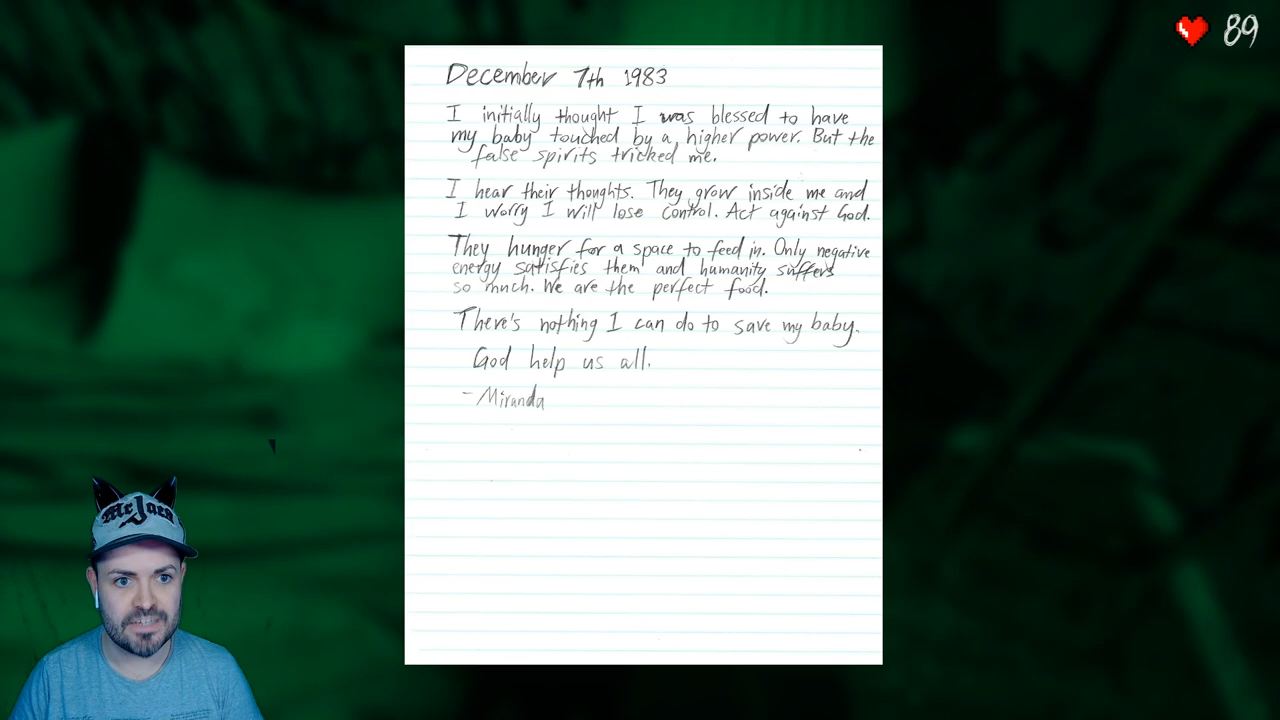 89
December 7th 1983
I initially thought I was blessed to have
my baby touched by a higher power. But the
false spirits tricked me.
I hear their thoughts. They grow inside me and
I worry I will lose control. Act against God.
They hunger for a space to feed in. Only negative
energy satisfies them and humanity suffers
so much. We are the perfect food.
There's nothing I can do to save my baby.
God help us all.
- Miranda
MrJaco